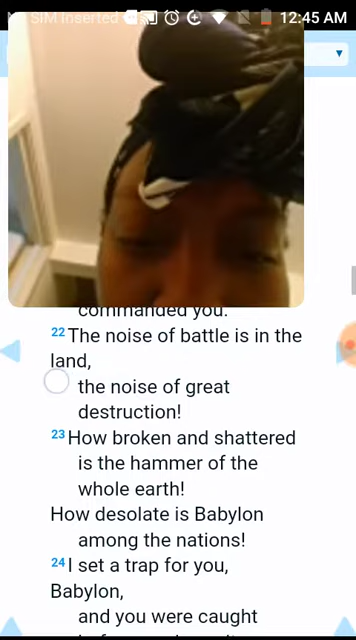 SIM Inserted 12:45 AM
commanded you.
22 The noise of battle is in the
land,
the noise of great
destruction!
23 How broken and shattered
is the hammer of the
whole earth!
How desolate is Babylon
among the nations!
24 I set a trap for you,
Babylon,
and you were caught